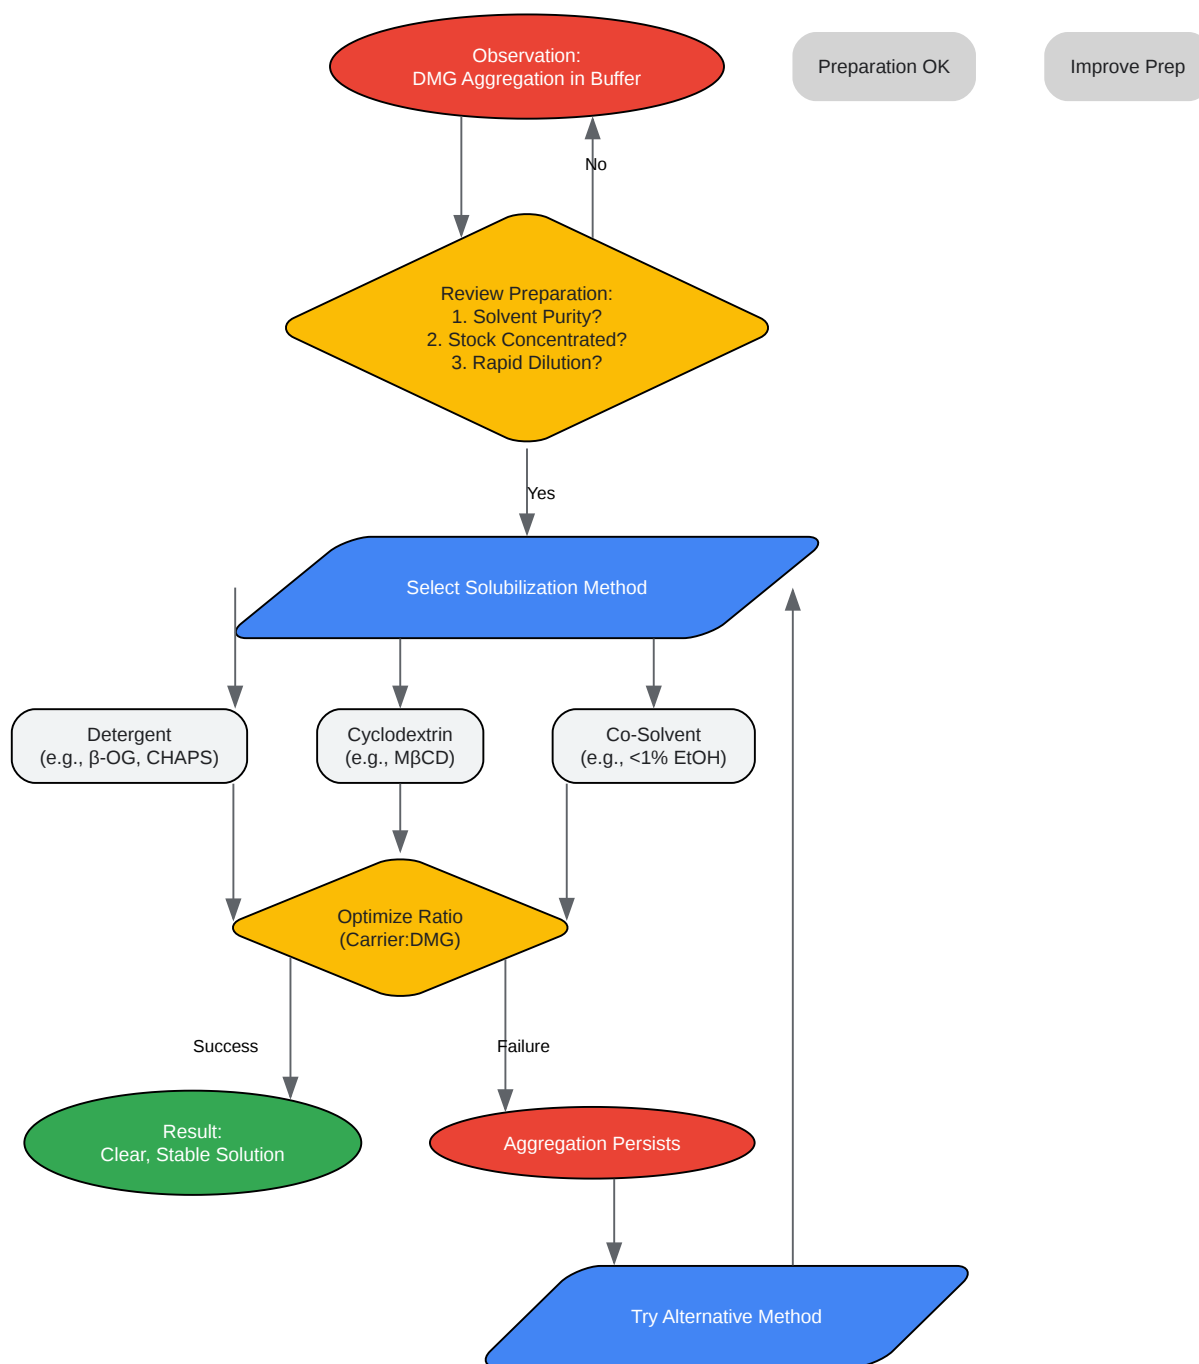 Observation:
DMG Aggregation in Buffer
Preparation OK
Improve Prep
No
Review Preparation:
1. Solvent Purity?
2. Stock Concentrated?
3. Rapid Dilution?
Yes
Select Solubilization Method
Detergent
(e.g., β-OG, CHAPS)
Cyclodextrin
(e.g., MβCD)
Co-Solvent
(e.g., <1% EtOH)
Optimize Ratio
(Carrier:DMG)
Success
Failure
Result:
Clear, Stable Solution
Aggregation Persists
Try Alternative Method